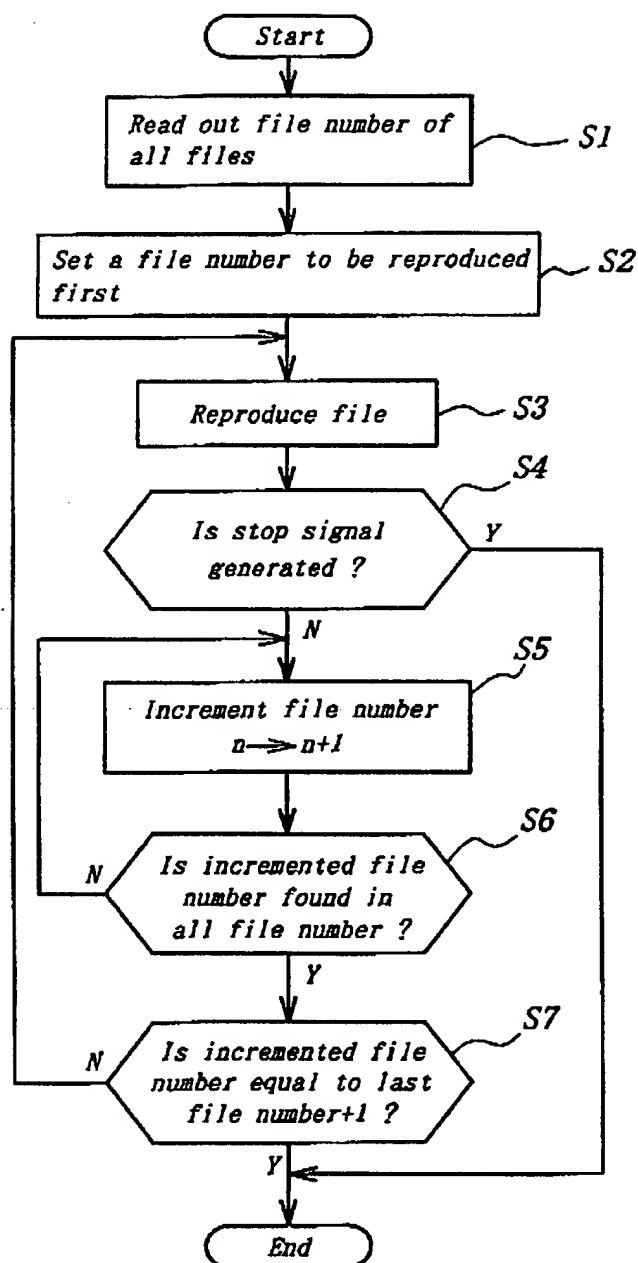 Start
Read out file number of
all files
S1
Set a file number to be reproduced
first
S2
Reproduce file
S3
S4
Is stop signal
generated ?
Y
N
S5
Increment file number
n→n+1
S6
Is incremented file
number found in
all file number ?
N
Y
S7
Is incremented file
number equal to last
file number+1 ?
N
Y
End